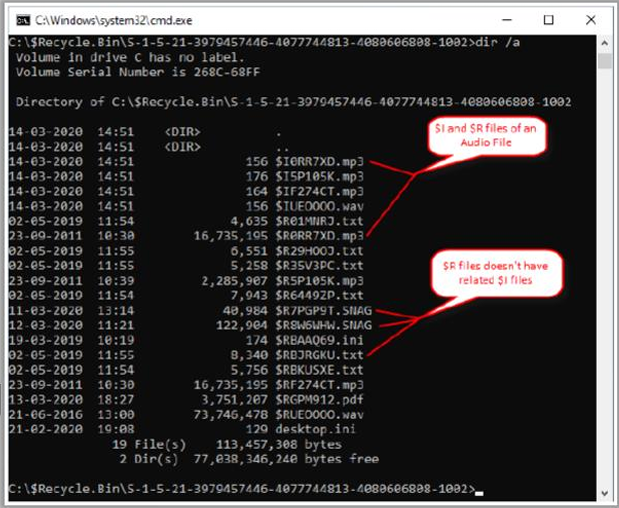 C:\Windows\system32\cmd.exe
C:\$Recycle.Bin\S-1-5-21-3979457446-4077744813-4080606808-1002>dir /a
Volume in drive C has no label.
Volume Serial Number is 268C-68FF
Directory of C:\$Recycle.Bin\S-1-5-21-3979457446-4077744813-4080606808-1002
14-03-2020 14:51 <DIR> .
14-03-2020 14:51 <DIR> ..
14-03-2020 14:51 156 $I0RR7XD.mp3
14-03-2020 14:51 176 $I5P105K.mp3
14-03-2020 14:51 164 $IF274CT.mp3
14-03-2020 14:51 156 $IUEOOOO.wav
02-05-2019 11:54 4,635 $R01MNRJ.txt
23-09-2011 10:30 16,735,195 $R0RR7XD.mp3
02-05-2019 11:55 6,551 $R29HOOJ.txt
02-05-2019 11:55 5,258 $R35V3PC.txt
23-09-2011 10:39 2,285,907 $R5P105K.mp3
02-05-2019 11:54 7,943 $R6449ZP.txt
11-03-2020 13:14 40,984 $R7PGP9T.SNAG
12-03-2020 11:21 122,904 $R8W6WHW.SNAG
19-03-2019 10:19 174 $RBAAQ69.ini
02-05-2019 11:55 8,340 $RBJRGKU.txt
02-05-2019 11:54 5,756 $RBKUSXE.txt
23-09-2011 10:30 16,735,195 $RF274CT.mp3
13-03-2020 18:27 3,751,207 $RGPM912.pdf
21-06-2016 13:00 73,746,478 $RUEOOOO.wav
21-02-2020 19:08 129 desktop.ini
19 File(s) 113,457,308 bytes
2 Dir(s) 77,038,346,240 bytes free
C:\$Recycle.Bin\S-1-5-21-3979457446-4077744813-4080606808-1002>
$I and $R files of an
Audio File
$R files doesn't have
related $I files